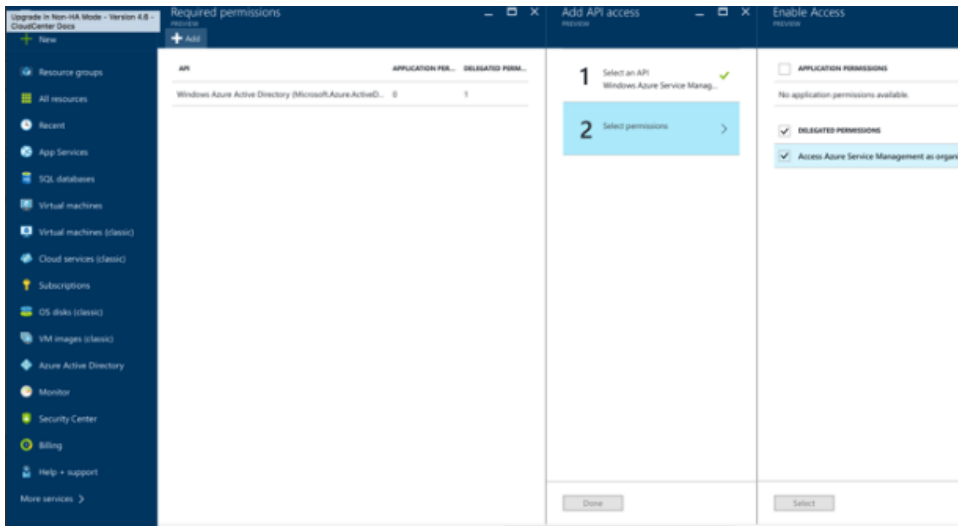 Upgrade in Non-HA Mode - Version 4.8 -
CloudCenter Docs
New
Resource groups
All resources
Recent
App Services
SQL databases
Virtual machines
Virtual machines (classic)
Cloud services (classic)
Subscriptions
OS disks (classic)
VM images (classic)
Azure Active Directory
Monitor
Security Center
Billing
Help + support
More services
Required permissions
PREVIEW
Add
API
APPLICATION PER...
DELEGATED PERM...
Windows Azure Active Directory (Microsoft.Azure.ActiveD...
0
1
Add API access
PREVIEW
1
Select an API
Windows Azure Service Manag...
2
Select permissions
Done
Enable Access
PREVIEW
APPLICATION PERMISSIONS
No application permissions available.
DELEGATED PERMISSIONS
Access Azure Service Management as organi
Select